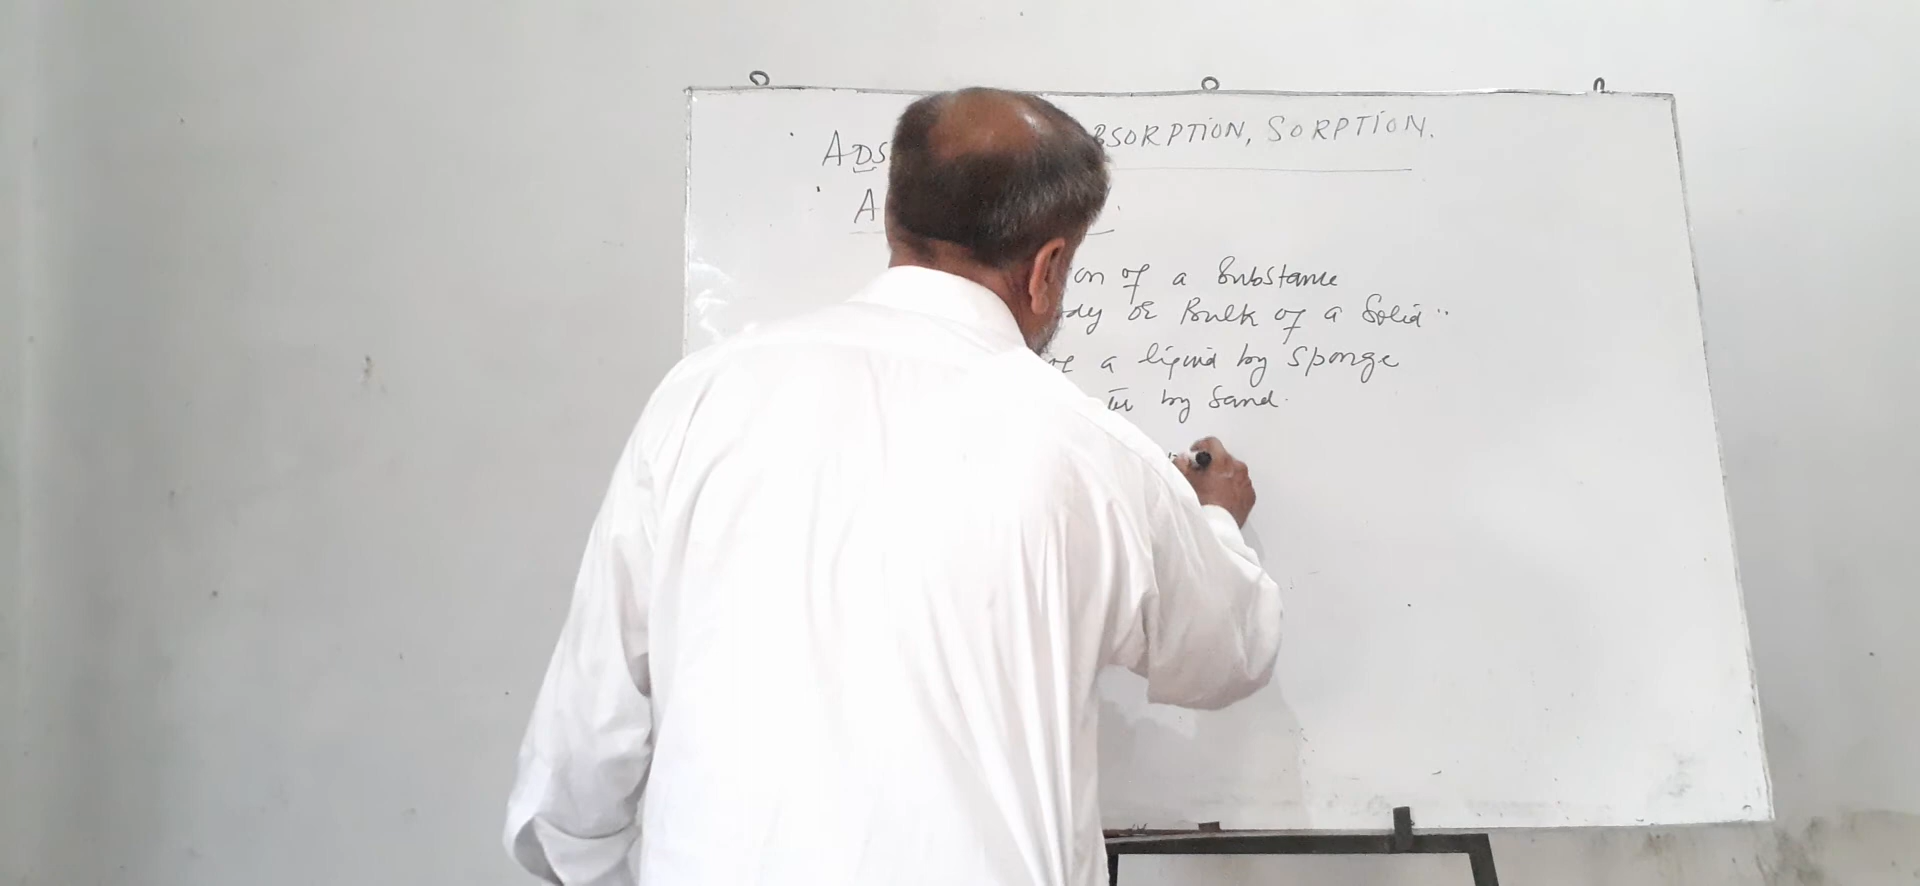 ADS BSORPTION, SORPTION.
A
on of a Substance
dy or Bulk of a Solid"
of a liquid by Sponge
ter by Sand.